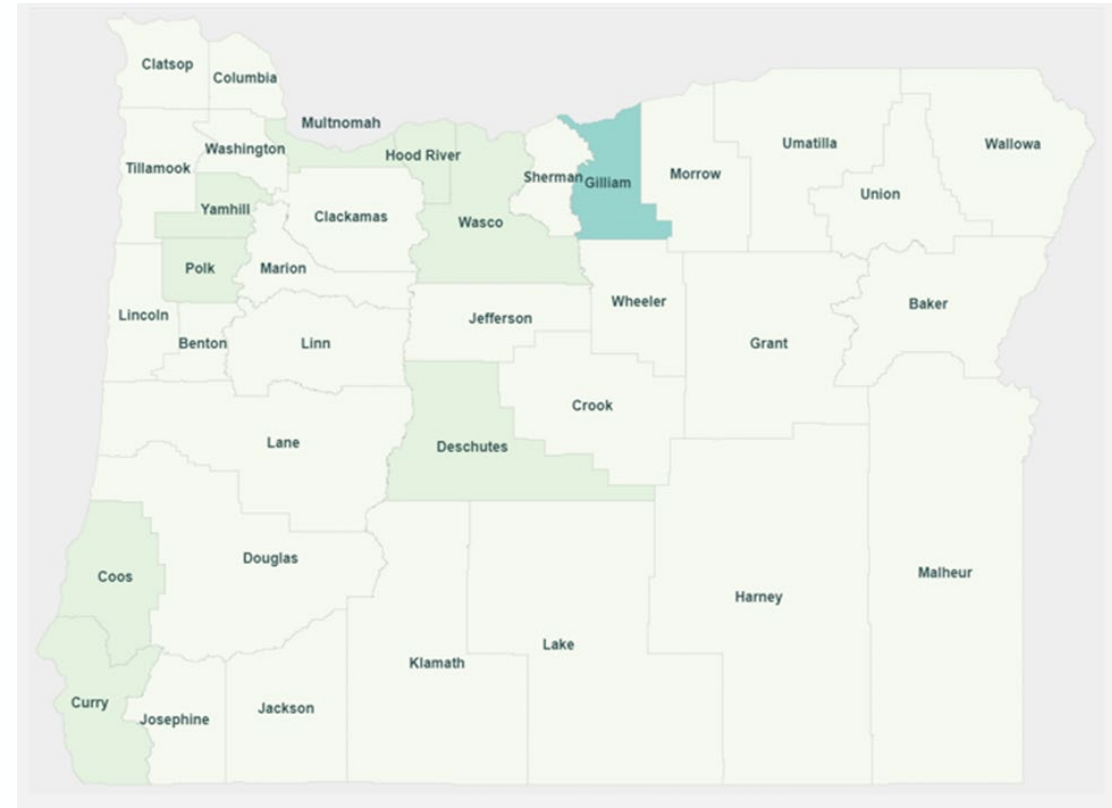 Clatsop
Columbia
Multnomah
Washington
Hood River
Tillamook
Umatilla
Wallowa
Sherman
Gilliam
Morrow
Union
Yamhill
Clackamas
Wasco
Polk
Marion
Lincoln
Jefferson
Wheeler
Baker
Benton
Linn
Grant
Crook
Lane
Deschutes
Douglas
Coos
Malheur
Harney
Lake
Klamath
Curry
Josephine
Jackson